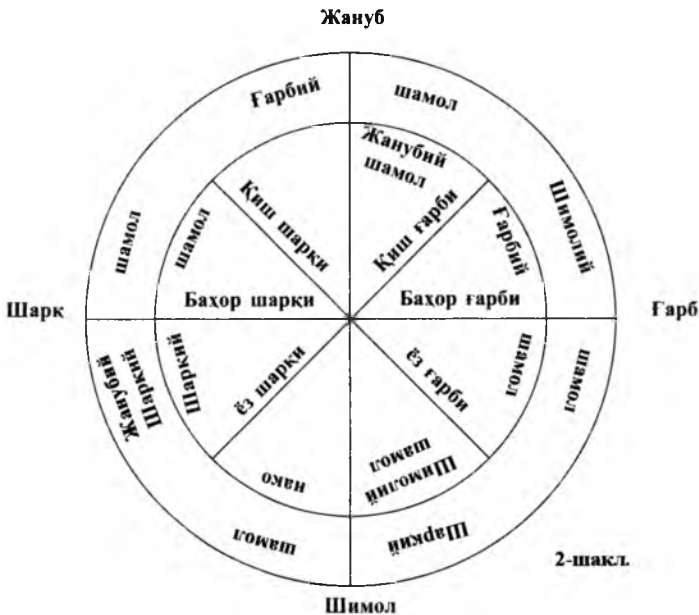 Жануб
Ғарбий
шамол
Жанубий
шамол
Шимолий
шамол
шамол
Қиш шарқи
Қиш ғарби
Ғарбий
Баҳор шарқи
Баҳор ғарби
Шарқ
Ғарб
Жанубий
Шарқий
Шарқий
ёз шарқи
ёз ғарби
шамол
шамол
нако
Шимолий
шамол
шамол
Шарқий
2-шакл.
Шимол